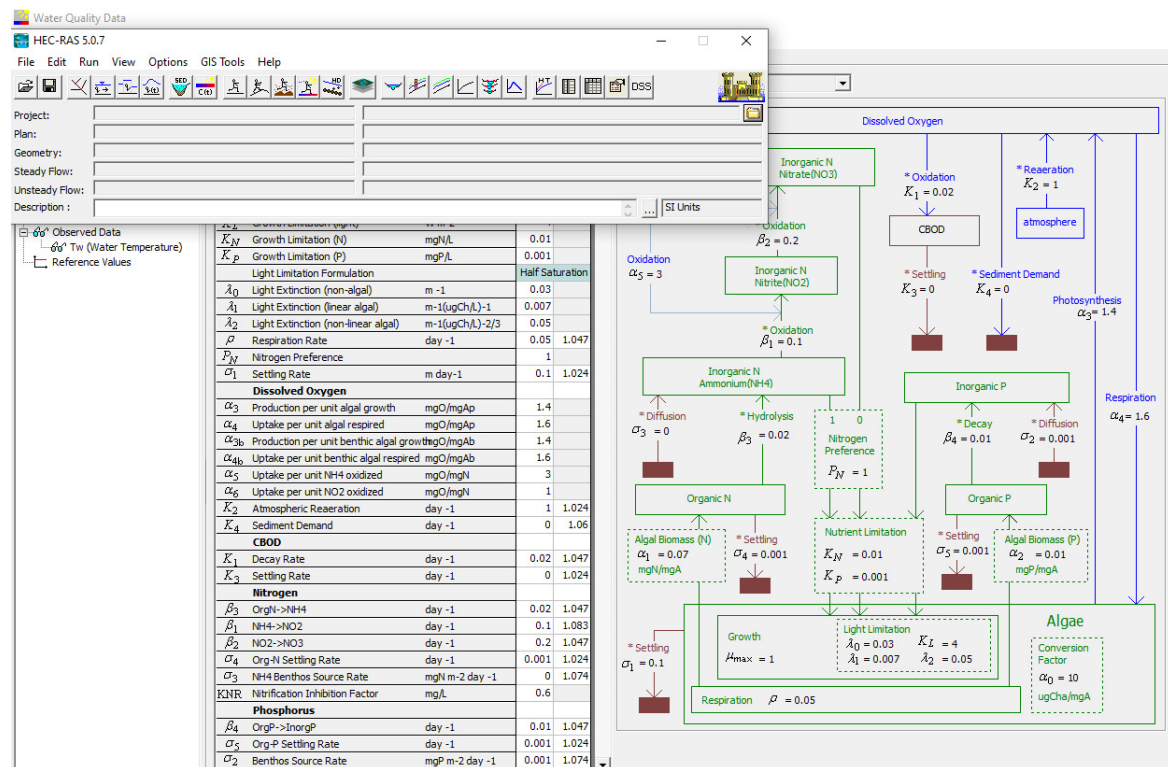 Water Quality Data
HEC-RAS 5.0.7
File Edit Run View Options GIS Tools Help
SED C(t) HD H.T. DSS
Project:
Plan:
Geometry:
Steady Flow:
Unsteady Flow:
Description : ... SI Units
Observed Data
Tw (Water Temperature)
Reference Values
K_N Growth Limitation (N) mgN/L 0.01
K_P Growth Limitation (P) mgP/L 0.001
Light Limitation Formulation Half Saturation
λ0 Light Extinction (non-algal) m -1 0.03
λ1 Light Extinction (linear algal) m-1(ugCh/L)-1 0.007
λ2 Light Extinction (non-linear algal) m-1(ugCh/L)-2/3 0.05
ρ Respiration Rate day -1 0.05 1.047
P_N Nitrogen Preference 1
σ1 Settling Rate m day-1 0.1 1.024
Dissolved Oxygen
α3 Production per unit algal growth mgO/mgAp 1.4
α4 Uptake per unit algal respired mgO/mgAp 1.6
α3b Production per unit benthic algal growth mgO/mgAb 1.4
α4b Uptake per unit benthic algal respired mgO/mgAb 1.6
α5 Uptake per unit NH4 oxidized mgO/mgN 3
α6 Uptake per unit NO2 oxidized mgO/mgN 1
K2 Atmospheric Reaeration day -1 1 1.024
K4 Sediment Demand day -1 0 1.06
CBOD
K1 Decay Rate day -1 0.02 1.047
K3 Settling Rate day -1 0 1.024
Nitrogen
β3 OrgN->NH4 day -1 0.02 1.047
β1 NH4->NO2 day -1 0.1 1.083
β2 NO2->NO3 day -1 0.2 1.047
σ4 Org-N Settling Rate day -1 0.001 1.024
σ3 NH4 Benthos Source Rate mgN m-2 day -1 0 1.074
KNR Nitrification Inhibition Factor mg/L 0.6
Phosphorus
β4 OrgP->InorgP day -1 0.01 1.047
σ5 Org-P Settling Rate day -1 0.001 1.024
σ2 Benthos Source Rate mgP m-2 day -1 0.001 1.074
Dissolved Oxygen
Inorganic N
Nitrate(NO3)
* Oxidation
K1 = 0.02
* Reaeration
K2 = 1
atmosphere
CBOD
* Oxidation
β2 = 0.2
Oxidation
α5 = 3
Inorganic N
Nitrite(NO2)
* Settling
K3 = 0
* Sediment Demand
K4 = 0
Photosynthesis
α3 = 1.4
* Oxidation
β1 = 0.1
Inorganic N
Ammonium(NH4)
Inorganic P
Respiration
α4 = 1.6
* Diffusion
σ3 = 0
* Hydrolysis
β3 = 0.02
1 0
Nitrogen
Preference
P_N = 1
* Decay
β4 = 0.01
* Diffusion
σ2 = 0.001
Organic N
Organic P
Algal Biomass (N)
α1 = 0.07
mgN/mgA
* Settling
σ4 = 0.001
Nutrient Limitation
K_N = 0.01
K_P = 0.001
* Settling
σ5 = 0.001
Algal Biomass (P)
α2 = 0.01
mgP/mgA
Algae
* Settling
σ1 = 0.1
Growth
μmax = 1
Light Limitation
λ0 = 0.03 K_L = 4
λ1 = 0.007 λ2 = 0.05
Conversion
Factor
α0 = 10
ugCha/mgA
Respiration ρ = 0.05